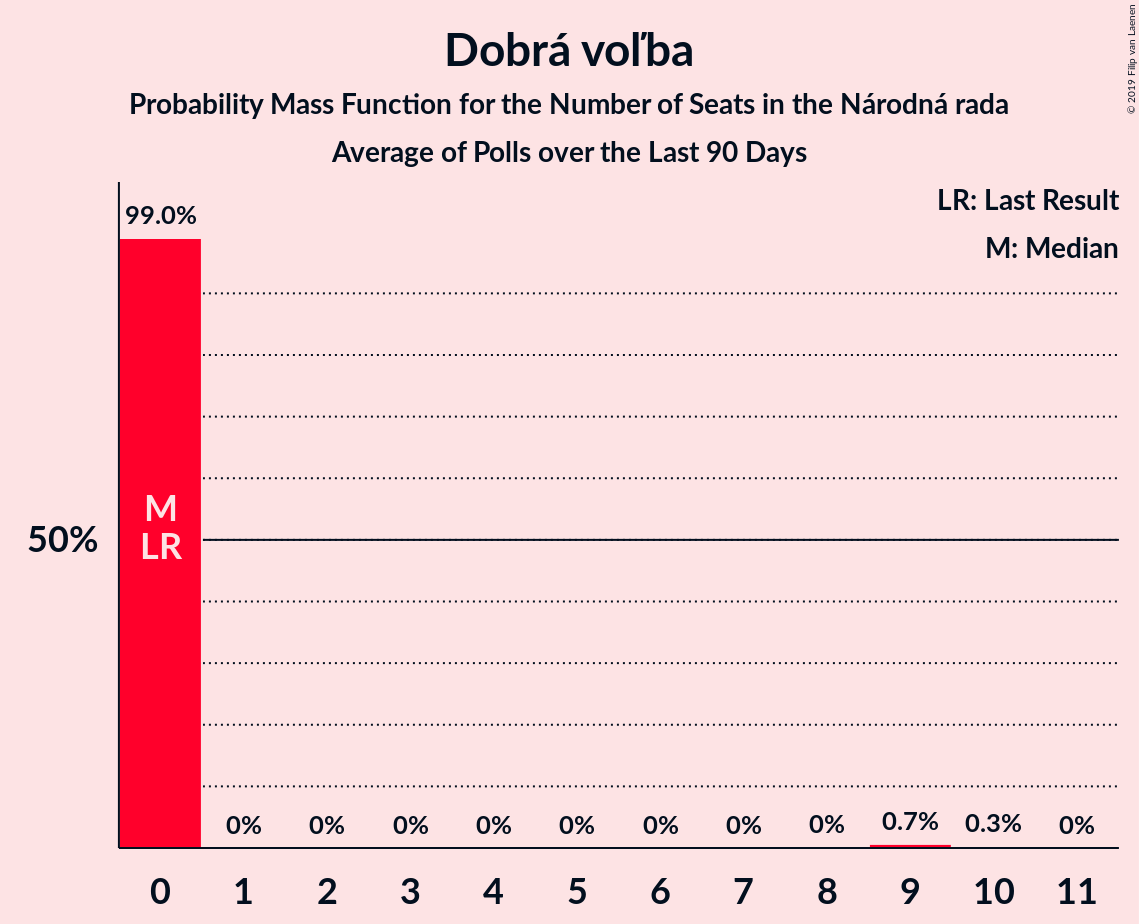 Dobrá voľba
Probability Mass Function for the Number of Seats in the Národná rada
Average of Polls over the Last 90 Days
© 2019 Filip van Laenen
LR: Last Result
M: Median
99.0%
M
LR
50%
0% 0% 0% 0% 0% 0% 0% 0% 0.7% 0.3% 0%
0 1 2 3 4 5 6 7 8 9 10 11